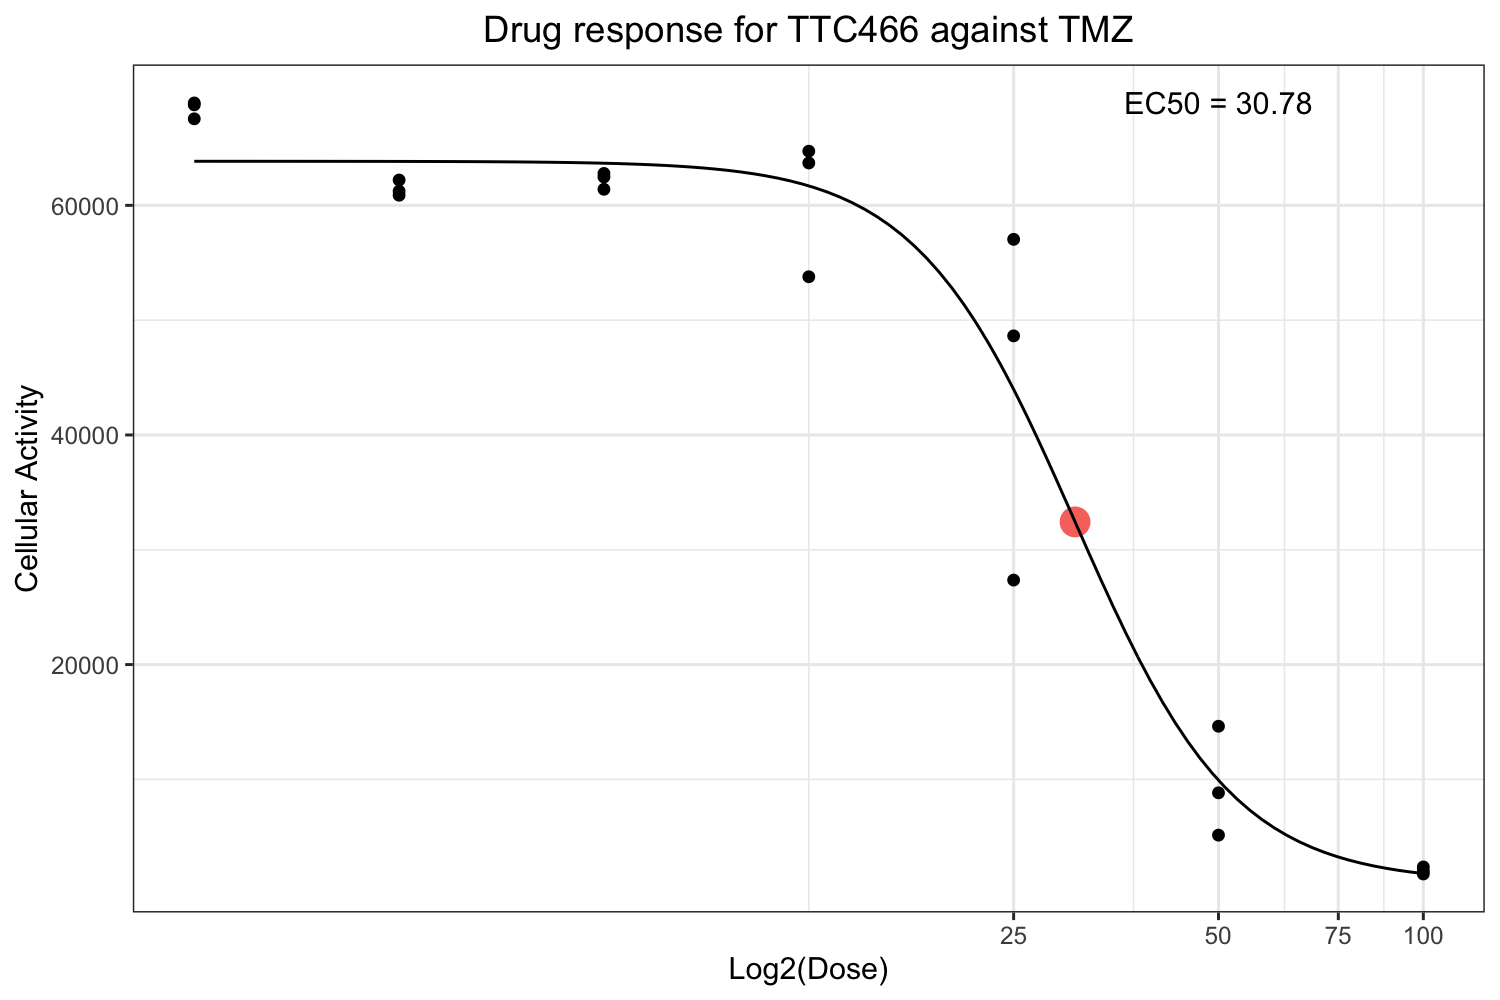 Drug response for TTC466 against TMZ
EC50 = 30.78
60000
40000
20000
Cellular Activity
25 50 75 100
Log2(Dose)